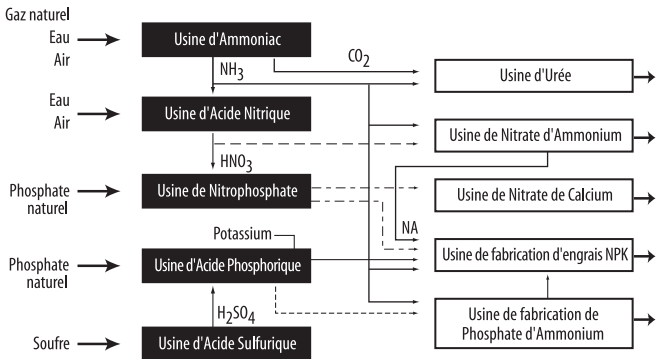 Gaz naturel
Eau
Air
Usine d'Ammoniac
CO2
NH3
Usine d'Urée
Eau
Air
Usine d'Acide Nitrique
Usine de Nitrate d'Ammonium
HNO3
Phosphate
naturel
Usine de Nitrophosphate
Usine de Nitrate de Calcium
Potassium
NA
Phosphate
naturel
Usine d'Acide Phosphorique
Usine de fabrication d'engrais NPK
H2SO4
Usine de fabrication de
Phosphate d'Ammonium
Soufre
Usine d'Acide Sulfurique